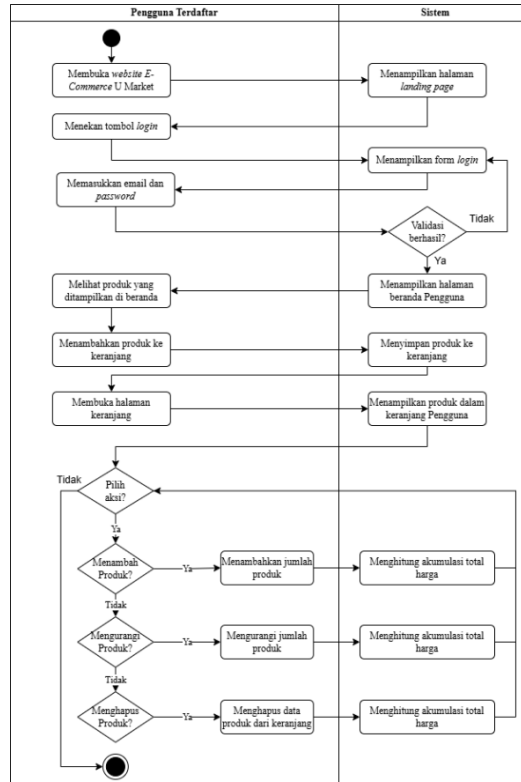 Pengguna Terdaftar
Sistem
Membuka website E-
Commerce U Market
Menampilkan halaman
landing page
Menekan tombol login
Menampilkan form login
Memasukkan email dan
password
Validasi
berhasil?
Tidak
Ya
Melihat produk yang
ditampilkan di beranda
Menampilkan halaman
beranda Pengguna
Menambahkan produk ke
keranjang
Menyimpan produk ke
keranjang
Membuka halaman
keranjang
Menampilkan produk dalam
keranjang Pengguna
Tidak
Pilih
aksi?
Ya
Menambah
Produk?
Ya
Menambahkan jumlah
produk
Menghitung akumulasi total
harga
Tidak
Mengurangi
Produk?
Ya
Mengurangi jumlah
produk
Menghitung akumulasi total
harga
Tidak
Menghapus
Produk?
Ya
Menghapus data
produk dari keranjang
Menghitung akumulasi total
harga